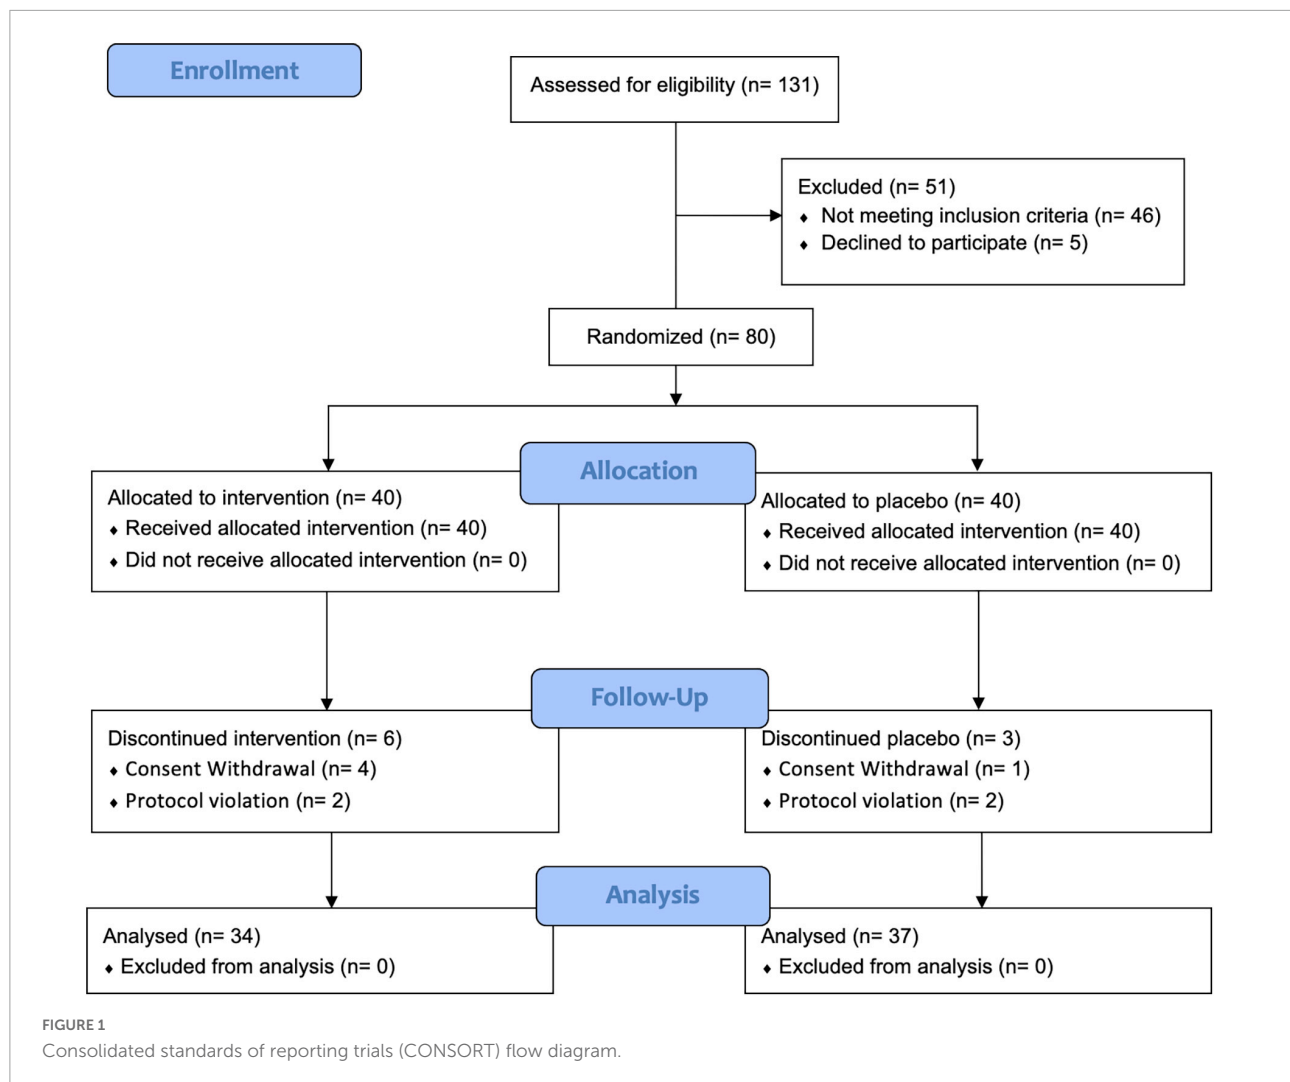 Enrollment
Assessed for eligibility (n= 131)
Excluded (n= 51)
♦ Not meeting inclusion criteria (n= 46)
♦ Declined to participate (n= 5)
Randomized (n= 80)
Allocation
Allocated to intervention (n= 40)
♦ Received allocated intervention (n= 40)
♦ Did not receive allocated intervention (n= 0)
Allocated to placebo (n= 40)
♦ Received allocated intervention (n= 40)
♦ Did not receive allocated intervention (n= 0)
Follow-Up
Discontinued intervention (n= 6)
♦ Consent Withdrawal (n= 4)
♦ Protocol violation (n= 2)
Discontinued placebo (n= 3)
♦ Consent Withdrawal (n= 1)
♦ Protocol violation (n= 2)
Analysis
Analysed (n= 34)
♦ Excluded from analysis (n= 0)
Analysed (n= 37)
♦ Excluded from analysis (n= 0)
FIGURE 1
Consolidated standards of reporting trials (CONSORT) flow diagram.